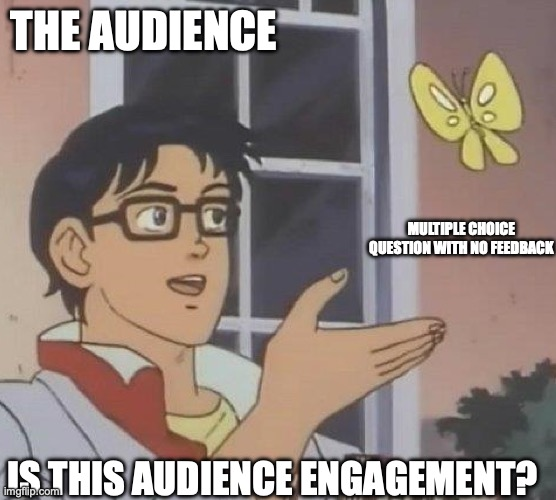 THE AUDIENCE
MULTIPLE CHOICE
QUESTION WITH NO FEEDBACK
IS THIS AUDIENCE ENGAGEMENT?
imgflip.com